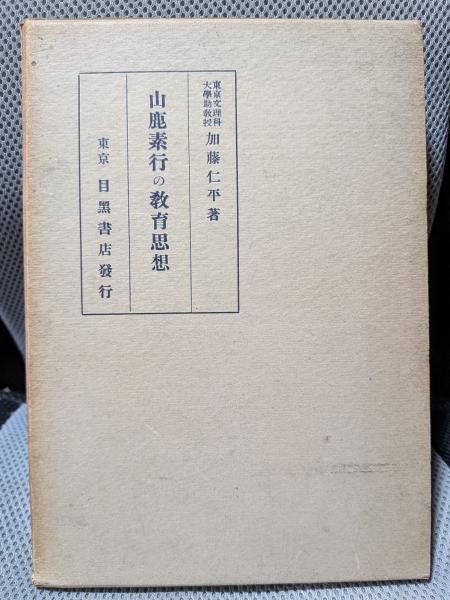 東京文理科
大學助教授
加藤仁平著
山鹿素行の教育思想
東京 目黑書店發行